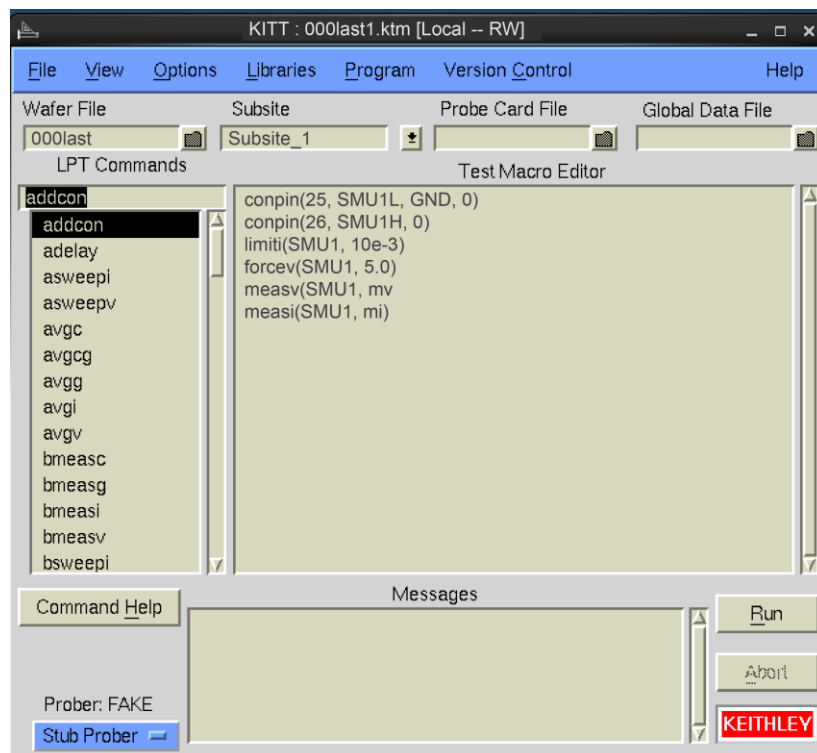 KITT : 000last1.ktm [Local -- RW]
File View Options Libraries Program Version Control Help
Wafer File Subsite Probe Card File Global Data File
000last Subsite_1
LPT Commands
addcon
addcon
adelay
asweepi
asweepv
avgc
avgcg
avgg
avgi
avgv
bmeasc
bmeasg
bmeasi
bmeasv
bsweepi
Test Macro Editor
conpin(25, SMU1L, GND, 0)
conpin(26, SMU1H, 0)
limiti(SMU1, 10e-3)
forcev(SMU1, 5.0)
measv(SMU1, mv
measi(SMU1, mi)
Command Help
Prober: FAKE
Stub Prober
Messages
Run
Abort
KEITHLEY